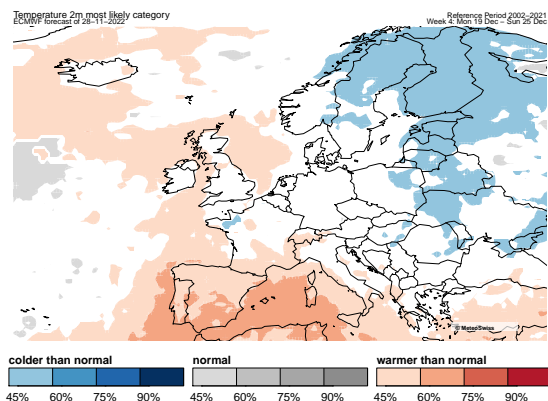 Temperature 2m most likely category
ECMWF forecast of 28-11-2022
Reference Period 2002-2021
Week 4: Mon 19 Dec - Sun 25 Dec
© MeteoSwiss
colder than normal
normal
warmer than normal
45% 60% 75% 90%
45% 60% 75% 90%
45% 60% 75% 90%